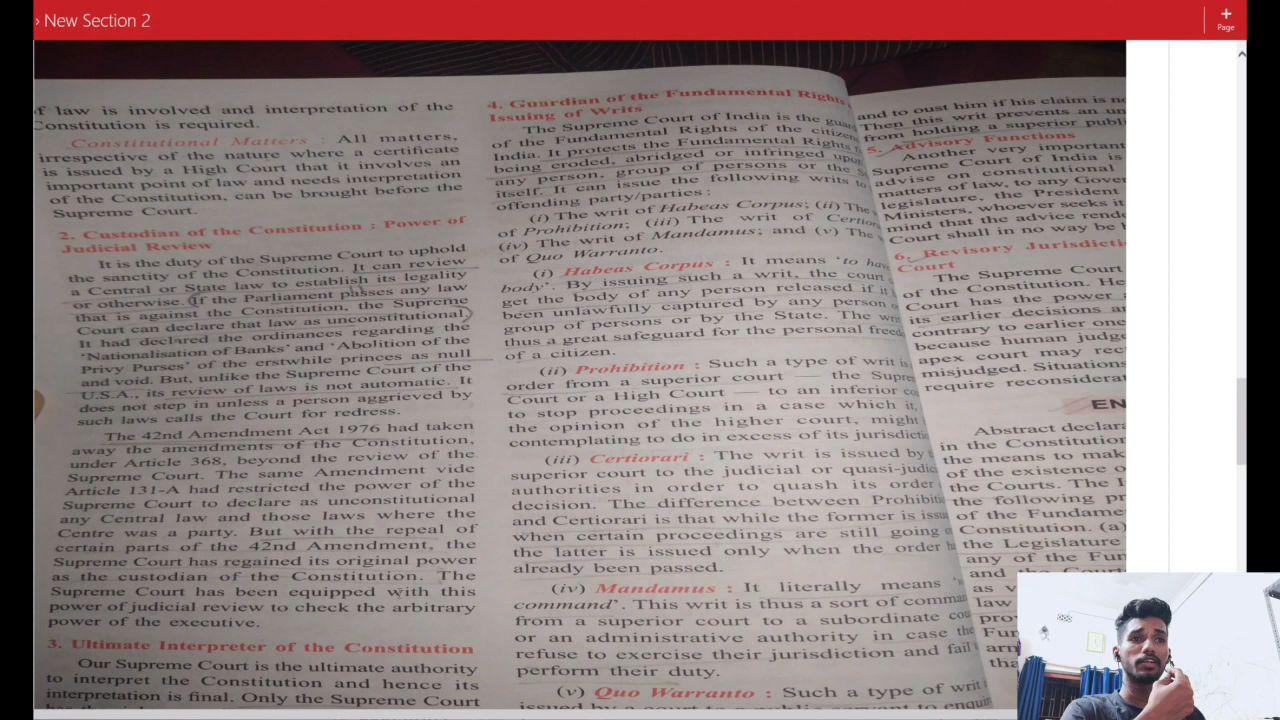 › New Section 2
+
Page
of law is involved and interpretation of the
Constitution is required.
Constitutional Matters : All matters,
irrespective of the nature where a certificate
is issued by a High Court that it involves an
important point of law and needs interpretation
of the Constitution, can be brought before the
Supreme Court.
2. Custodian of the Constitution : Power of
Judicial Review
It is the duty of the Supreme Court to uphold
the sanctity of the Constitution. It can review
a Central or State law to establish its legality
or otherwise. If the Parliament passes any law
that is against the Constitution, the Supreme
Court can declare that law as unconstitutional.
It had declared the ordinances regarding the
'Nationalisation of Banks' and 'Abolition of the
Privy Purses' of the erswhile princes as null
and void. But, unlike the Supreme Court of the
U.S.A., its review of laws is not automatic. It
does not step in unless a person aggrieved by
such laws calls the Court for redress.
The 42nd Amendment Act 1976 had taken
away the amendments of the Constitution,
under Article 368, beyond the review of the
Supreme Court. The same Amendment vide
Article 131-A had restricted the power of the
Supreme Court to declare as unconstitutional
any Central law and those laws where the
Centre was a party. But with the repeal of
certain parts of the 42nd Amendment, the
Supreme Court has regained its original power
as the custodian of the Constitution. The
Supreme Court has been equipped with this
power of judicial review to check the arbitrary
power of the executive.
3. Ultimate Interpreter of the Constitution
Our Supreme Court is the ultimate authority
to interpret the Constitution and hence its
interpretation is final. Only the Supreme Court
4. Guardian of the Fundamental Rights
Issuing of Writs
The Supreme Court of India is the
of the Fundamental Rights of the
India. It protects the Fundamental Rights
being eroded, abridged or infringed upon
any person, group of persons or the
itself. It can issue the following writs to
offending party/parties :
(i) The writ of Habeas Corpus; (ii) The
of Prohibition; (iii) The writ of
(iv) The writ of Mandamus; and (v) The
of Quo Warranto.
(i) Habeas Corpus : It means 'to have
body'. By issuing such a writ, the court
get the body of any person released if it
been unlawfully captured by any person
group of persons or by the State. The
thus a great safeguard for the personal
of a citizen.
(ii) Prohibition : Such a type of writ is
order from a superior court — the
Court or a High Court — to an inferior
to stop proceedings in a case which it,
the opinion of the higher court, might
contemplating to do in excess of its
(iii) Certiorari : The writ is issued by
superior court to the judicial or
authorities in order to quash its order
decision. The difference between
and Certiorari is that while the former is
when certain proceedings are still going
the latter is issued only when the order
already been passed.
(iv) Mandamus : It literally means
command'. This writ is thus a sort of
from a superior court to a subordinate
or an administrative authority in case the
refuse to exercise their jurisdiction and fail
perform their duty.
(v) Quo Warranto : Such a type of writ
issued by a court to a public servant to
and to oust him if his claim is
Then this writ prevents an
from holding a superior
5. Advisory Functions
Another very important
Supreme Court of India is
advise on constitutional
matters of law, to any
legislature, the President
Ministers, whoever seeks it
mind that the advice
Court shall in no way be
6. Revisory
Court
The Supreme Court
of the Constitution.
Court has the power
its earlier decisions
contrary to earlier
because human
apex court may
misjudged.
require
EN
Abstract
in the Constitution
the means to
of the existence
the Courts. The
the following
of the
Constitution. (a)
the Legislature
any of the
and the
law